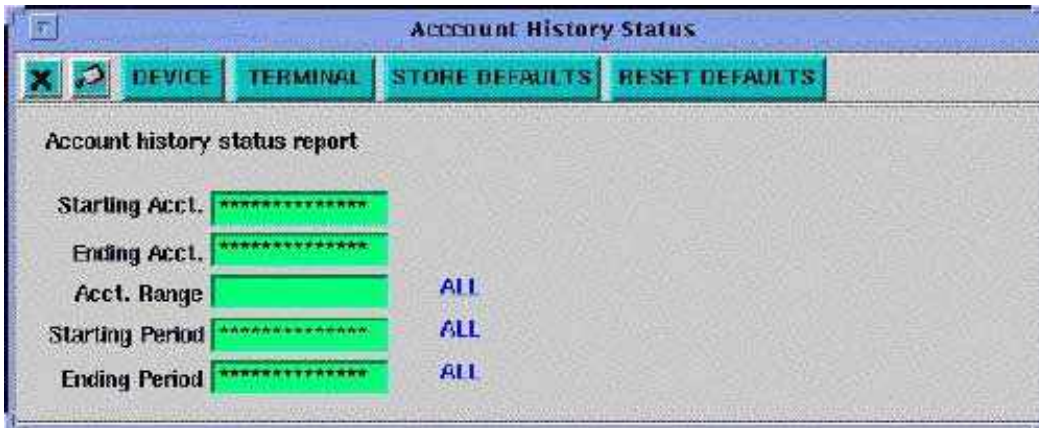 Acccount History Status
X DEVICE TERMINAL STORE DEFAULTS RESET DEFAULTS
Account history status report
Starting Acct. **************
Ending Acct. **************
Acct. Range ALL
Starting Period ************** ALL
Ending Period ************** ALL